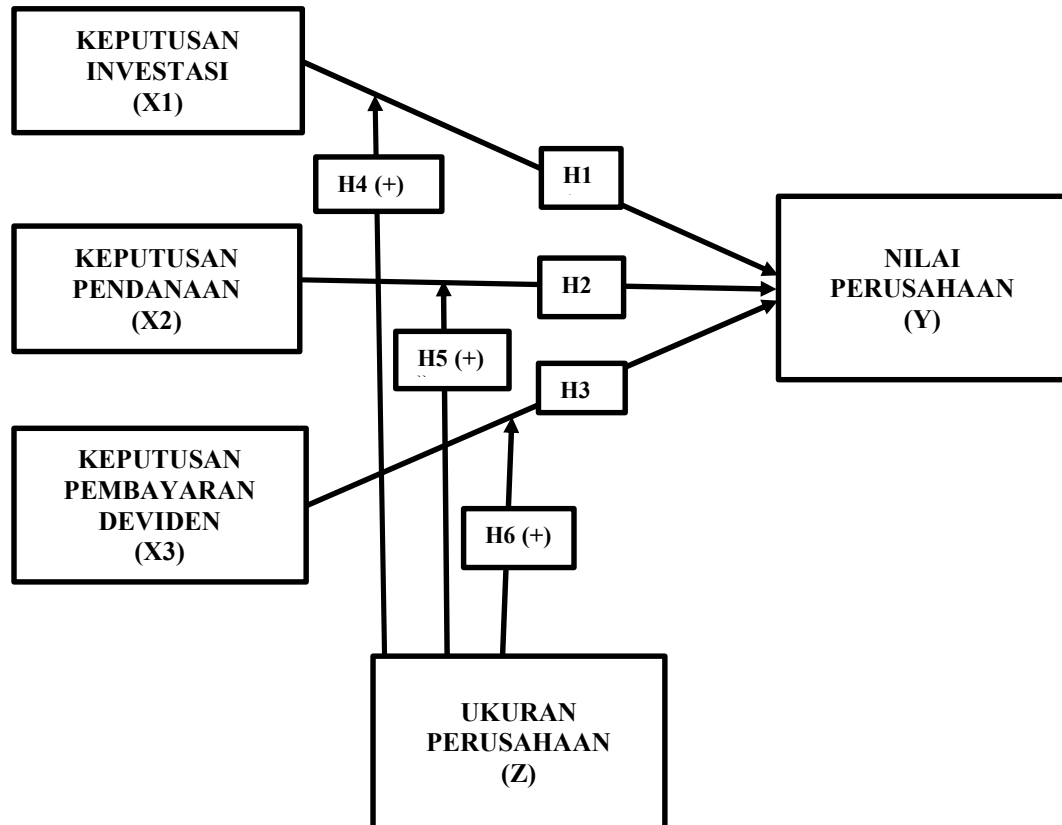 KEPUTUSAN
INVESTASI
(X1)
H4 (+)
H1
KEPUTUSAN
PENDANAAN
(X2)
H2
NILAI
PERUSAHAAN
(Y)
H5 (+)
H3
KEPUTUSAN
PEMBAYARAN
DEVIDEN
(X3)
H6 (+)
UKURAN
PERUSAHAAN
(Z)